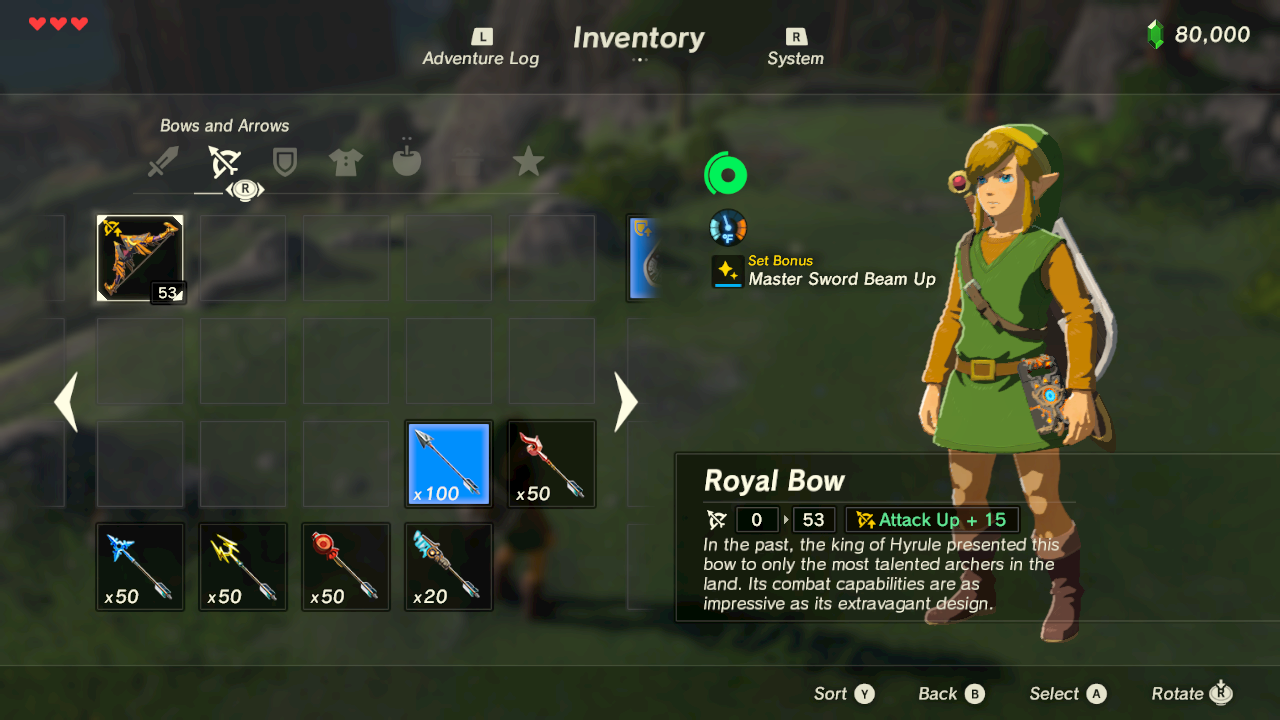 L
Adventure Log
Inventory
R
System
80,000
Bows and Arrows
R
53
°F
Set Bonus
Master Sword Beam Up
x100
x50
x50
x50
x50
x20
Royal Bow
0 53 Attack Up + 15
In the past, the king of Hyrule presented this
bow to only the most talented archers in the
land. Its combat capabilities are as
impressive as its extravagant design.
Sort Y Back B Select A Rotate R